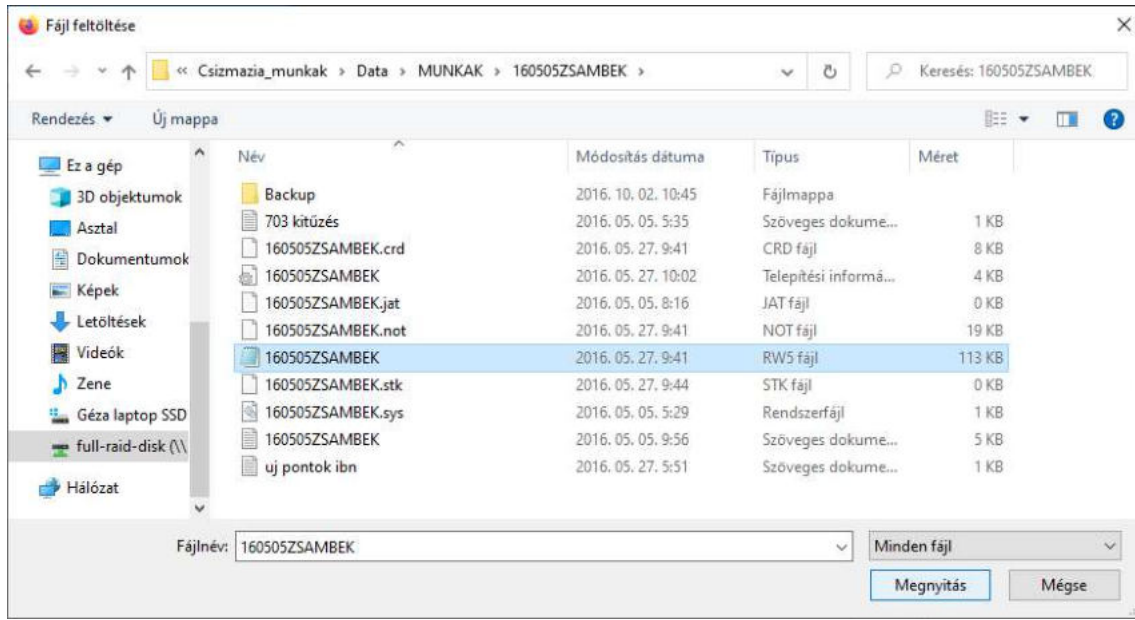 Fájl feltöltése
« Csizmazia_munkak › Data › MUNKAK › 160505ZSAMBEK ›
Keresés: 160505ZSAMBEK
Rendezés Új mappa
Név Módosítás dátuma Típus Méret
Ez a gép
3D objektumok
Asztal
Dokumentumok
Képek
Letöltések
Videók
Zene
Géza laptop SSD
full-raid-disk (\\
Hálózat
Backup 2016. 10. 02. 10:45 Fájlmappa
703 kitűzés 2016. 05. 05. 5:35 Szöveges dokume... 1 KB
160505ZSAMBEK.crd 2016. 05. 27. 9:41 CRD fájl 8 KB
160505ZSAMBEK 2016. 05. 27. 10:02 Telepítési informá... 4 KB
160505ZSAMBEK.jat 2016. 05. 05. 8:16 JAT fájl 0 KB
160505ZSAMBEK.not 2016. 05. 27. 9:41 NOT fájl 19 KB
160505ZSAMBEK 2016. 05. 27. 9:41 RW5 fájl 113 KB
160505ZSAMBEK.stk 2016. 05. 27. 9:44 STK fájl 0 KB
160505ZSAMBEK.sys 2016. 05. 05. 5:29 Rendszerfájl 1 KB
160505ZSAMBEK 2016. 05. 05. 9:56 Szöveges dokume... 5 KB
uj pontok ibn 2016. 05. 27. 5:51 Szöveges dokume... 1 KB
Fájlnév: 160505ZSAMBEK Minden fájl
Megnyitás Mégse